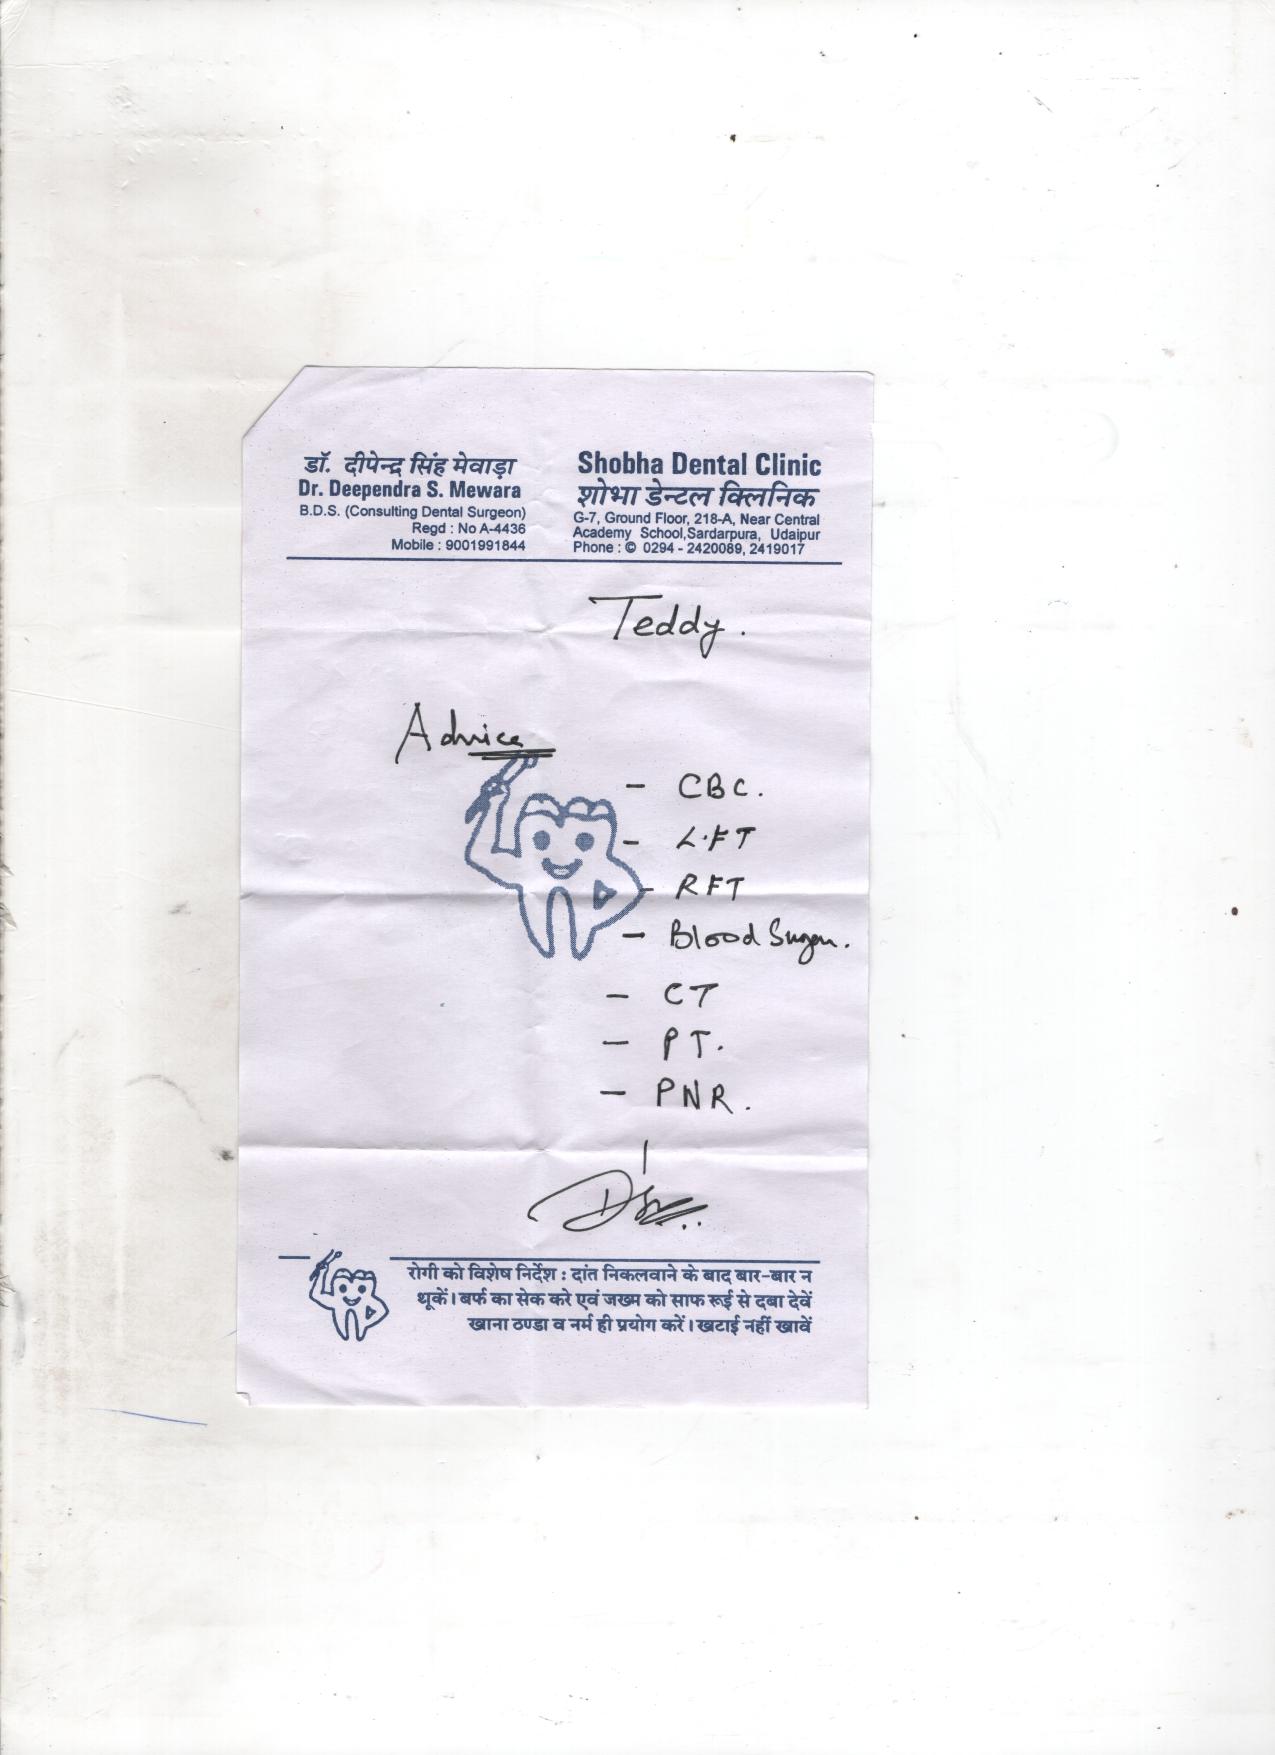 डॉ. दीपेन्द्र सिंह मेवाड़ा
Dr. Deependra S. Mewara
B.D.S. (Consulting Dental Surgeon)
Regd : No A-4436
Mobile : 9001991844
Shobha Dental Clinic
शोभा डेन्टल क्लिनिक
G-7, Ground Floor, 218-A, Near Central
Academy School,Sardarpura, Udaipur
Phone : © 0294 - 2420089, 2419017
Teddy.
Advice
- CBC.
- L.FT
- RFT
- Blood Sugar.
- CT
- PT.
- PNR.
रोगी को विशेष निर्देश : दांत निकलवाने के बाद बार-बार न
थूकें। बर्फ का सेक करे एवं जख्म को साफ रूई से दबा देवें
खाना ठण्डा व नर्म ही प्रयोग करें। खटाई नहीं खावें